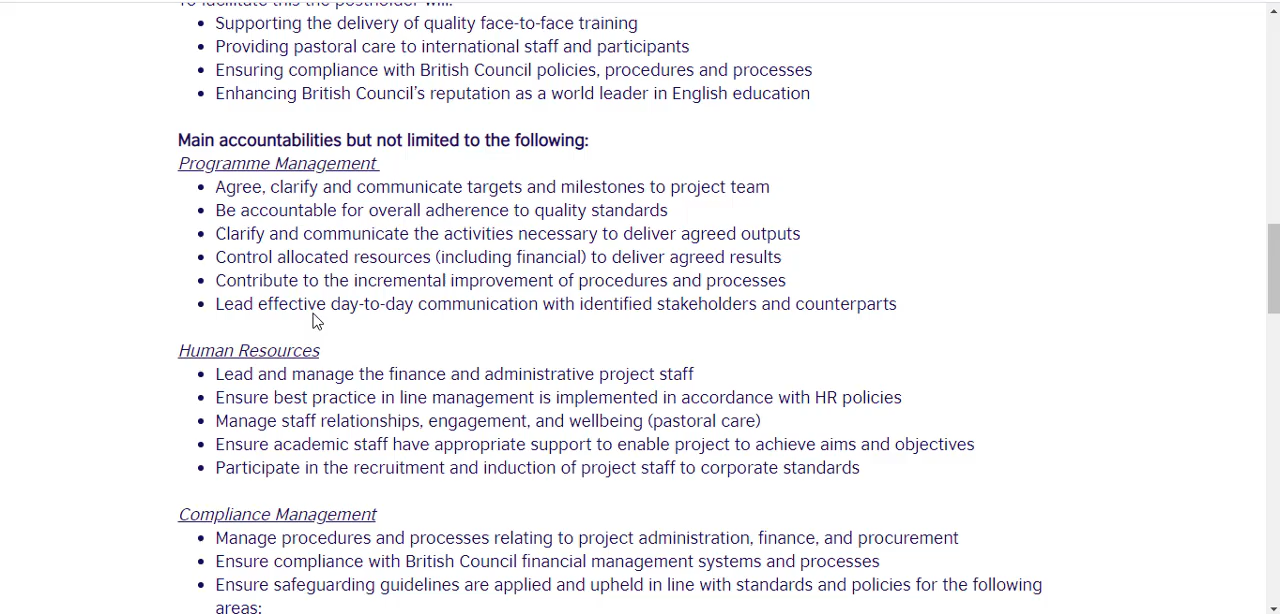 To facilitate this the postholder will:
• Supporting the delivery of quality face-to-face training
• Providing pastoral care to international staff and participants
• Ensuring compliance with British Council policies, procedures and processes
• Enhancing British Council’s reputation as a world leader in English education
Main accountabilities but not limited to the following:
Programme Management
• Agree, clarify and communicate targets and milestones to project team
• Be accountable for overall adherence to quality standards
• Clarify and communicate the activities necessary to deliver agreed outputs
• Control allocated resources (including financial) to deliver agreed results
• Contribute to the incremental improvement of procedures and processes
• Lead effective day-to-day communication with identified stakeholders and counterparts
Human Resources
• Lead and manage the finance and administrative project staff
• Ensure best practice in line management is implemented in accordance with HR policies
• Manage staff relationships, engagement, and wellbeing (pastoral care)
• Ensure academic staff have appropriate support to enable project to achieve aims and objectives
• Participate in the recruitment and induction of project staff to corporate standards
Compliance Management
• Manage procedures and processes relating to project administration, finance, and procurement
• Ensure compliance with British Council financial management systems and processes
• Ensure safeguarding guidelines are applied and upheld in line with standards and policies for the following
areas: